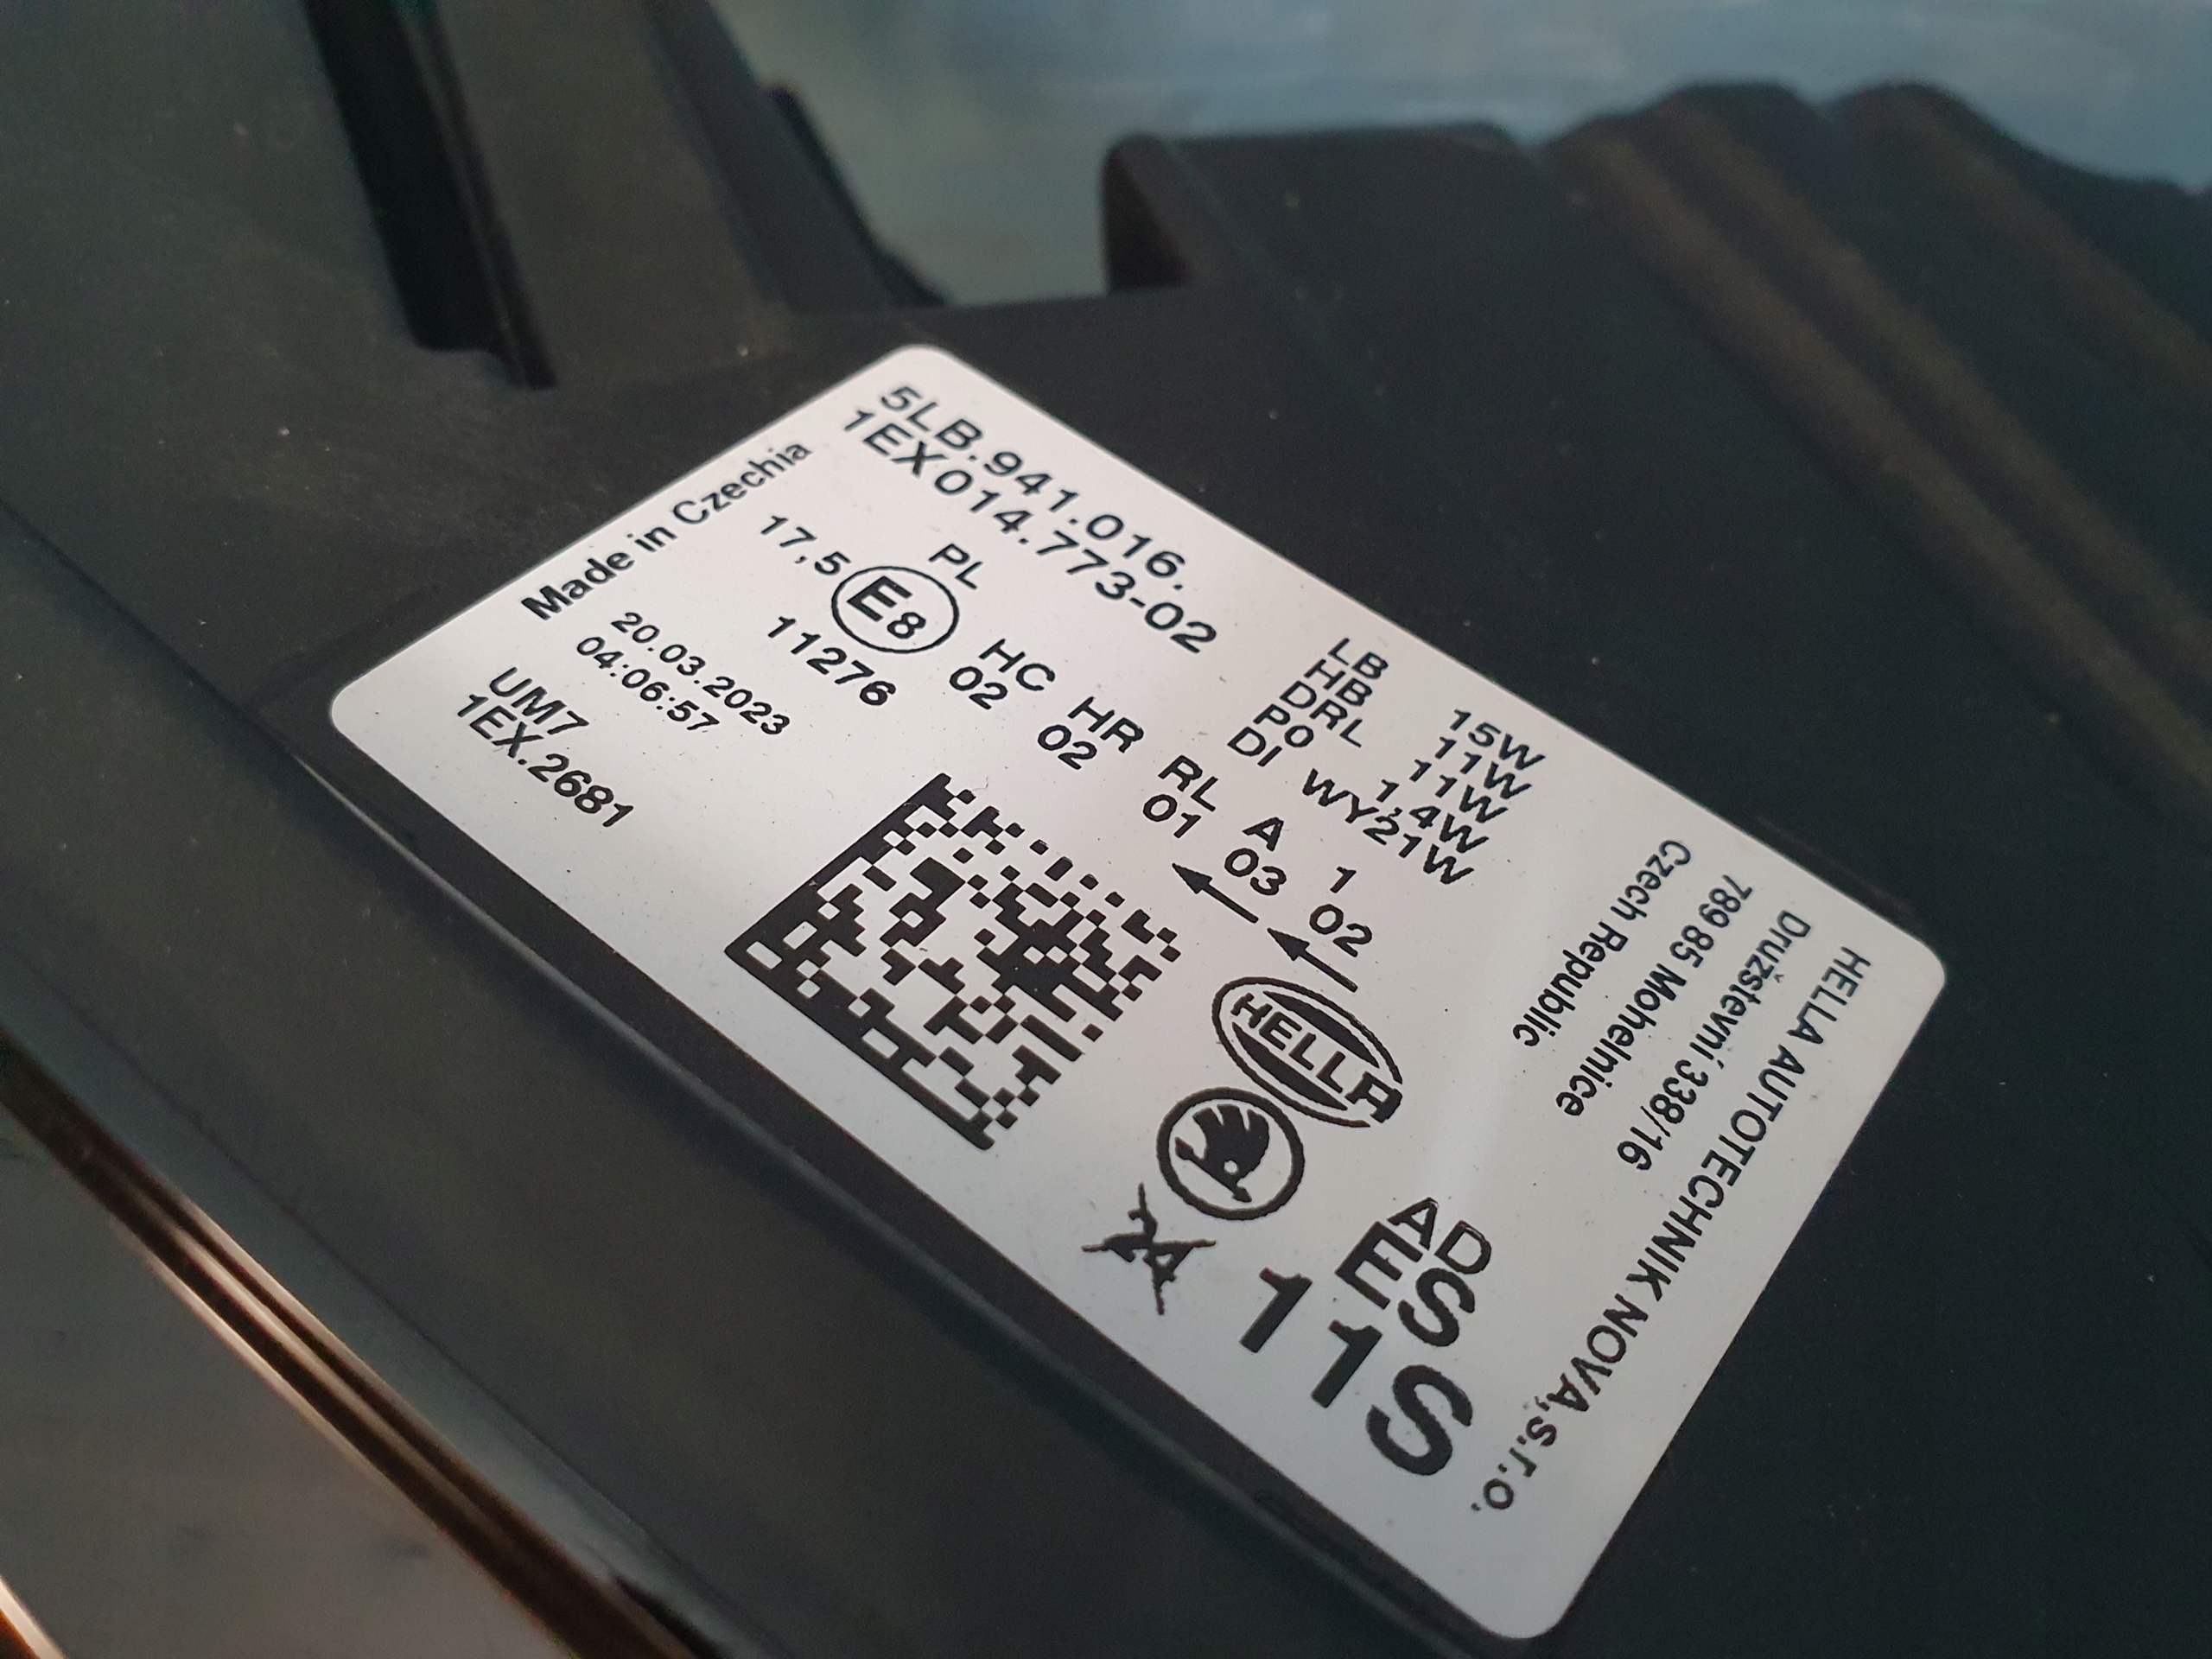 5LB.941.016.
1EX014.773-02
Made in Czechia
LB 15W
HB 11W
DRL 11W
PO 1,4W
DI WY21W
PL HC HR RL A 1
17,5 E8 02 02 01 03 02
11276
20.03.2023
04:06:57
UM7
1EX.2681
HELLA
AD
ES
11S
HELLA AUTOTECHNIK NOVA,s.r.o.
Družstevní 338/16
789 85 Mohelnice
Czech Republic